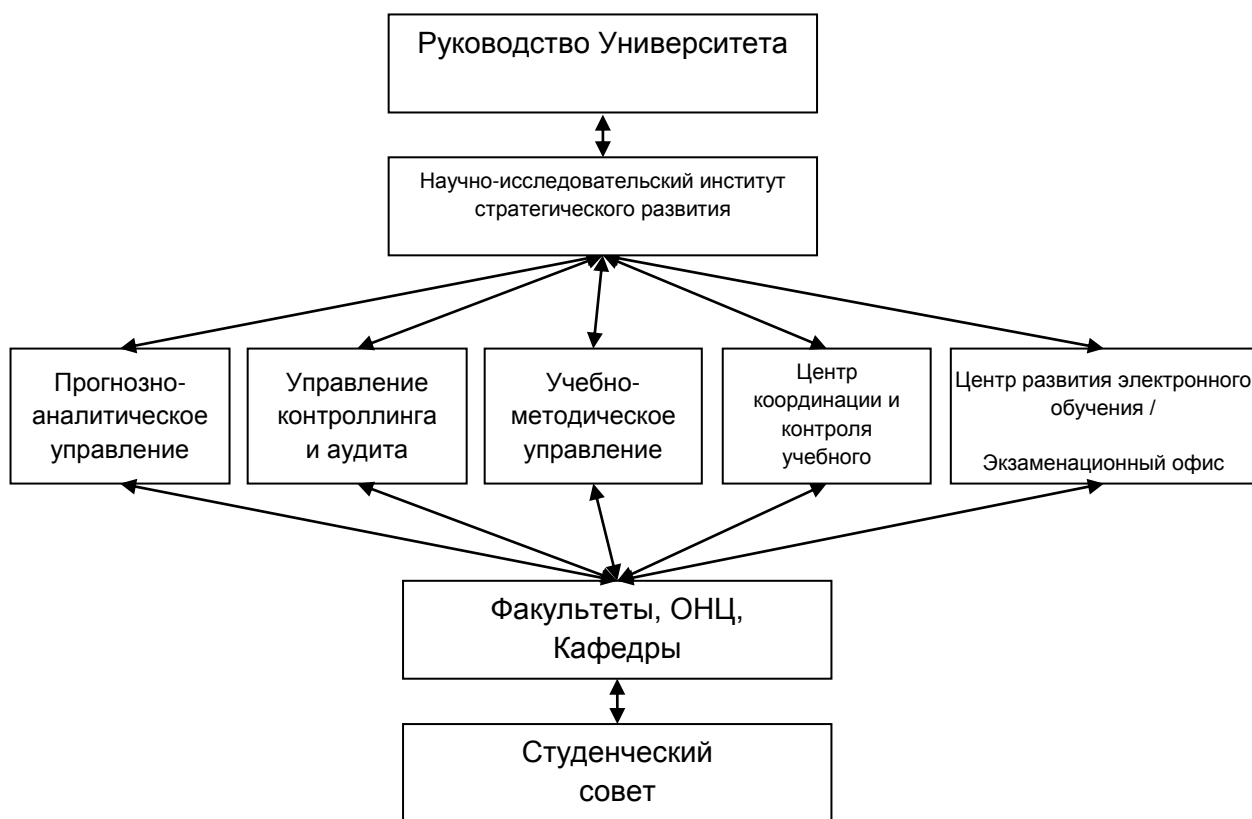 Руководство Университета
Научно-исследовательский институт
стратегического развития
Прогнозно-
аналитическое
управление
Управление
контроллинга
и аудита
Учебно-
методическое
управление
Центр
координации и
контроля
учебного
Центр развития электронного
обучения /
Экзаменационный офис
Факультеты, ОНЦ,
Кафедры
Студенческий
совет